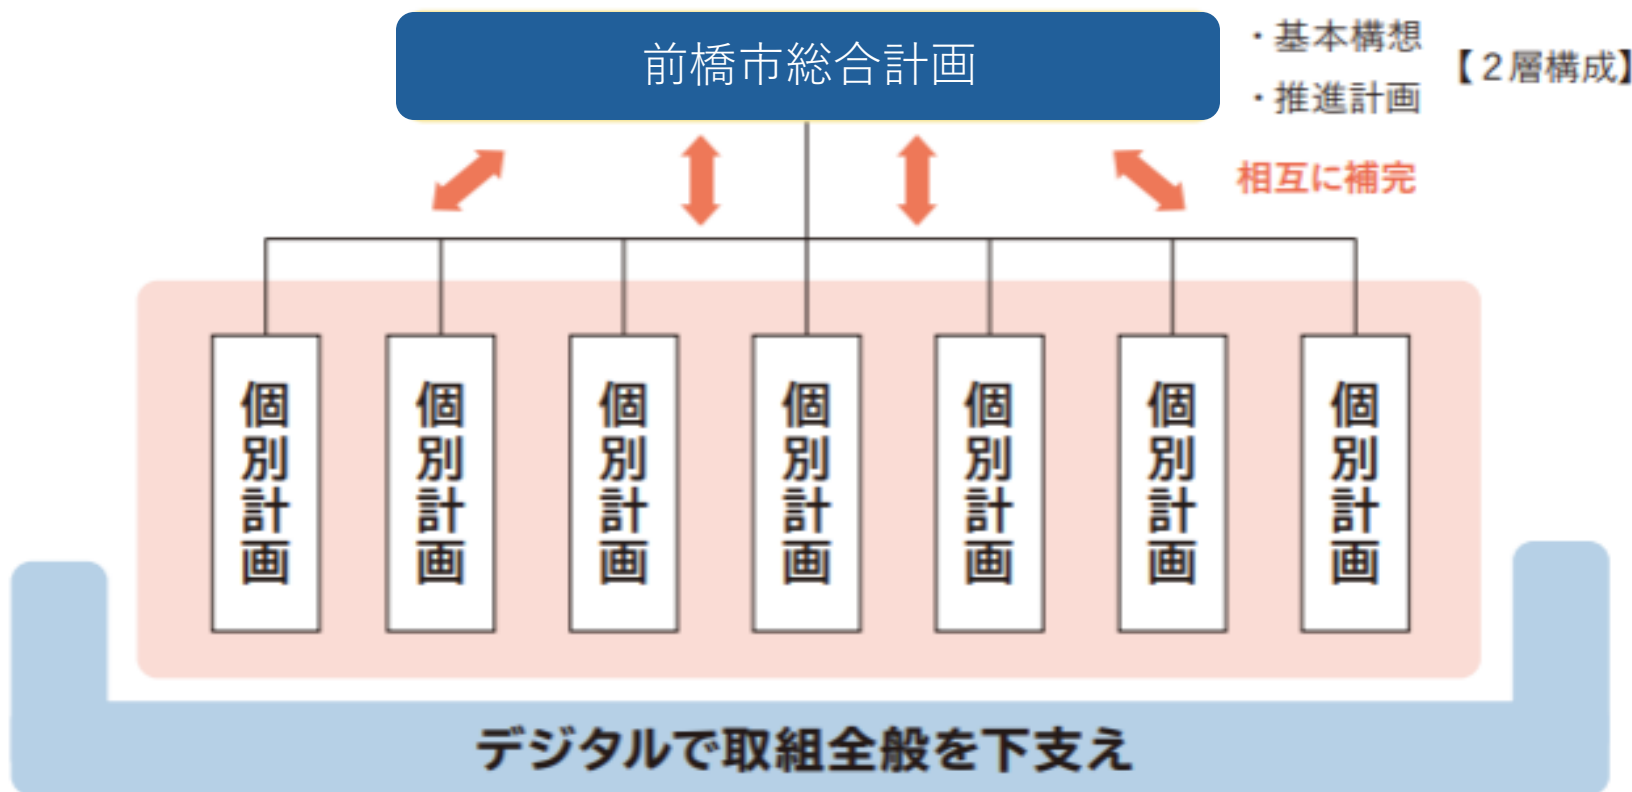 前橋市総合計画
・基本構想
・推進計画
【２層構成】
相互に補完
個別計画
個別計画
個別計画
個別計画
個別計画
個別計画
個別計画
デジタルで取組全般を下支え